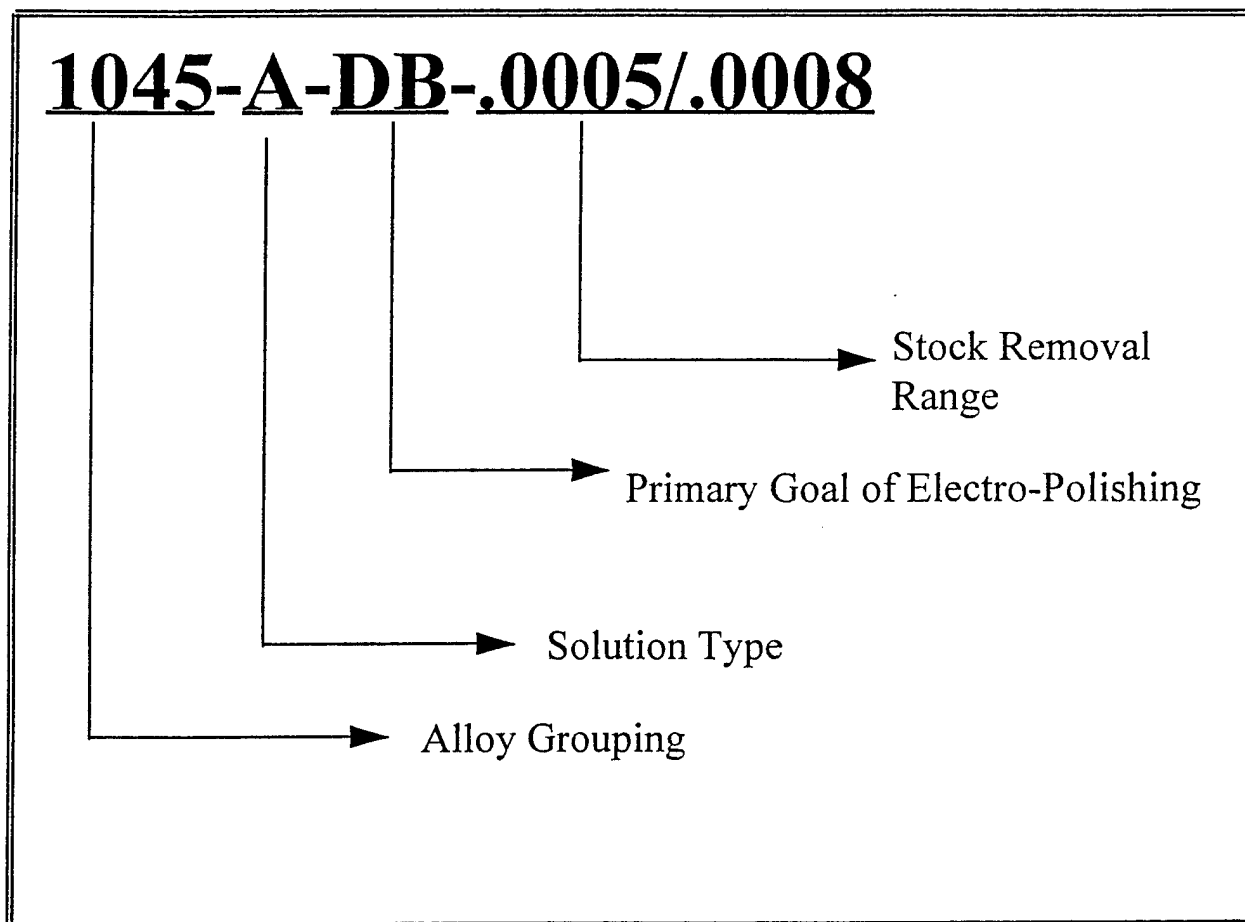 1045-A-DB-.0005/.0008
Stock Removal
Range
Primary Goal of Electro-Polishing
Solution Type
Alloy Grouping